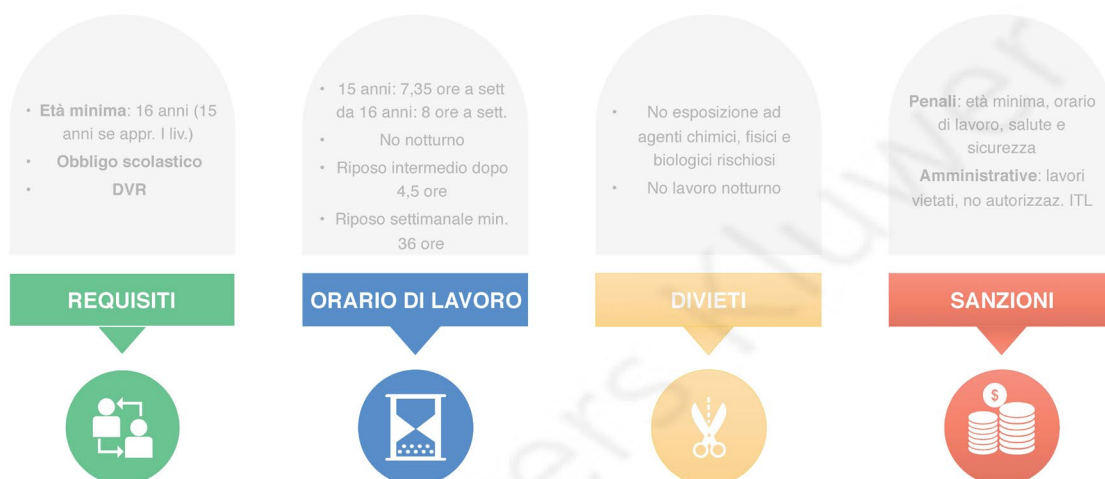 • Età minima: 16 anni (15
anni se appr. I liv.)
• Obbligo scolastico
• DVR
REQUISITI
• 15 anni: 7,35 ore a sett
da 16 anni: 8 ore a sett.
• No notturno
• Riposo intermedio dopo
4,5 ore
• Riposo settimanale min.
36 ore
ORARIO DI LAVORO
• No esposizione ad
agenti chimici, fisici e
biologici rischiosi
• No lavoro notturno
DIVIETI
Penali: età minima, orario
di lavoro, salute e
sicurezza
Amministrative: lavori
vietati, no autorizzaz. ITL
SANZIONI
$
ers Kluwer